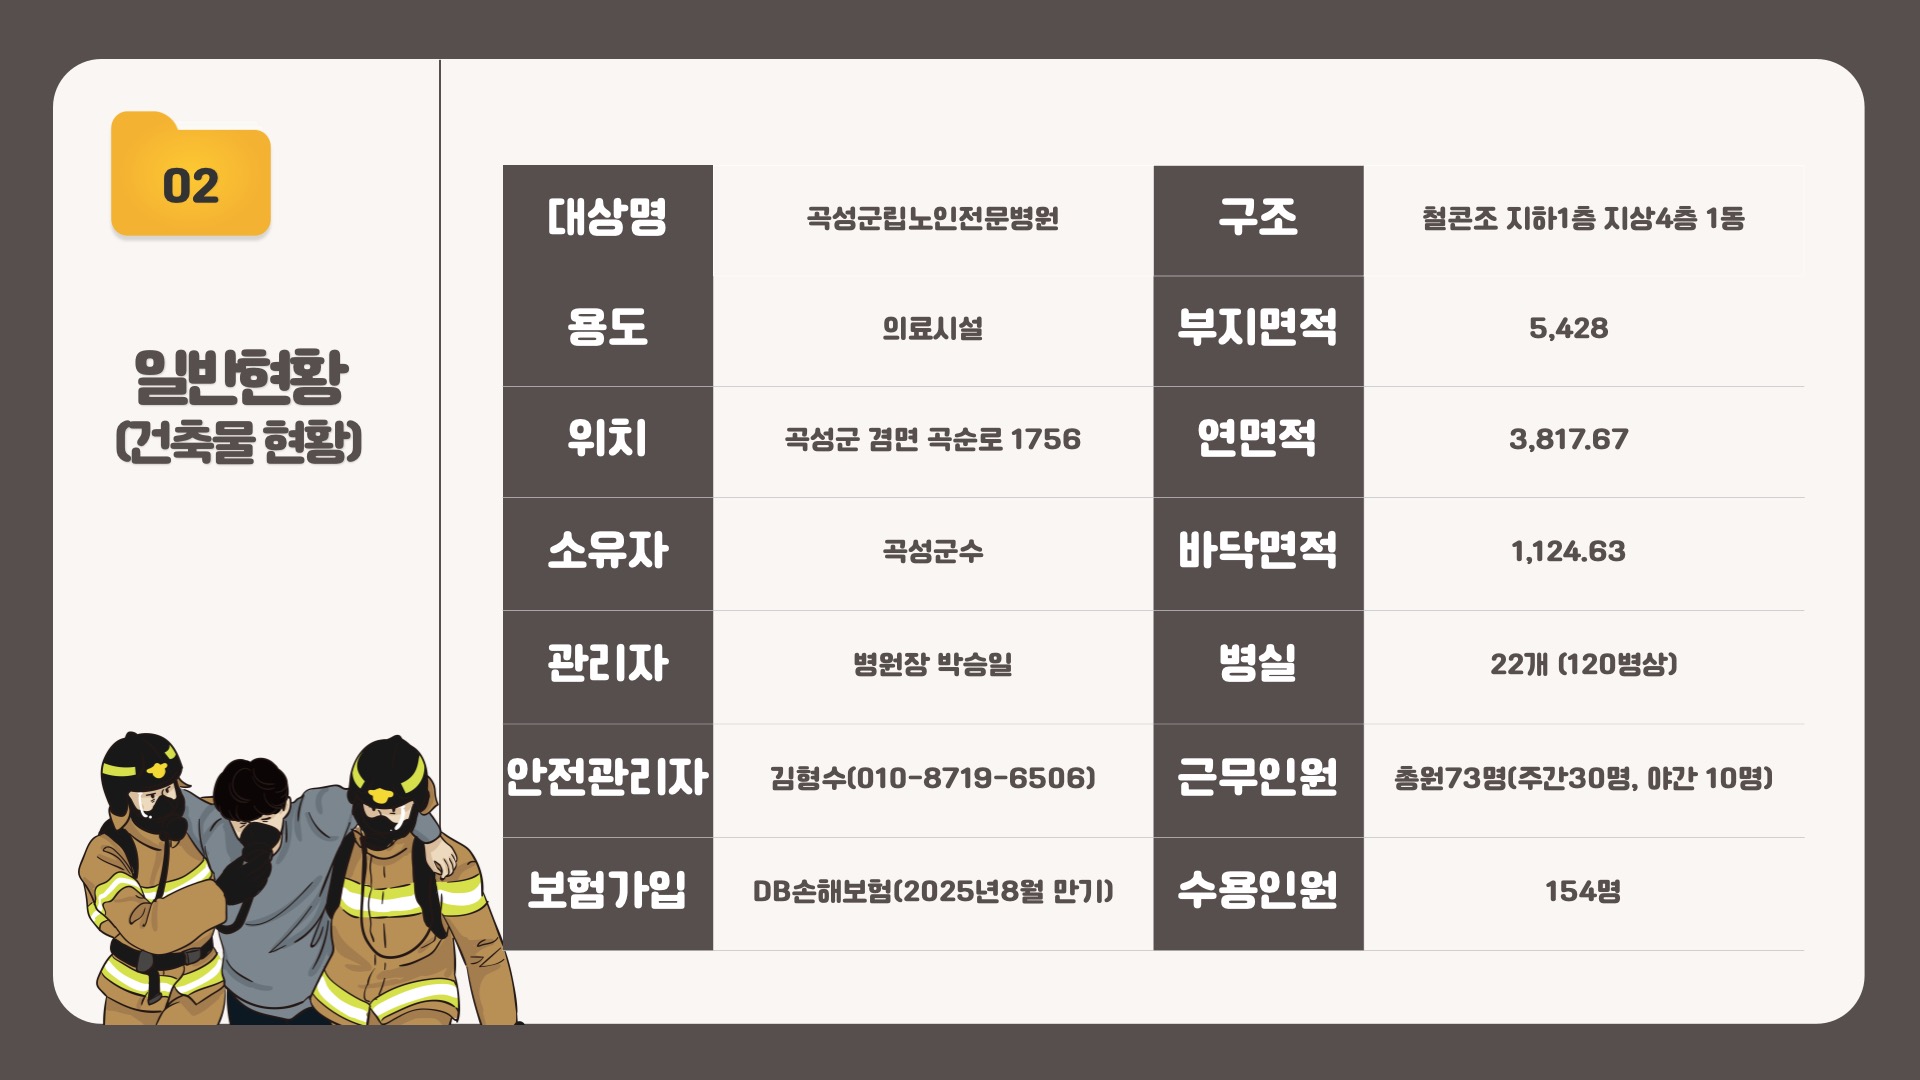 02
일반현황
(건축물 현황)
대상명 곡성군립노인전문병원 구조 철콘조 지하1층 지상4층 1동
용도 의료시설 부지면적 5,428
위치 곡성군 겸면 곡순로 1756 연면적 3,817.67
소유자 곡성군수 바닥면적 1,124.63
관리자 병원장 박승일 병실 22개 (120병상)
안전관리자 김형수(010-8719-6506) 근무인원 총원73명(주간30명, 야간 10명)
보험가입 DB손해보험(2025년8월 만기) 수용인원 154명